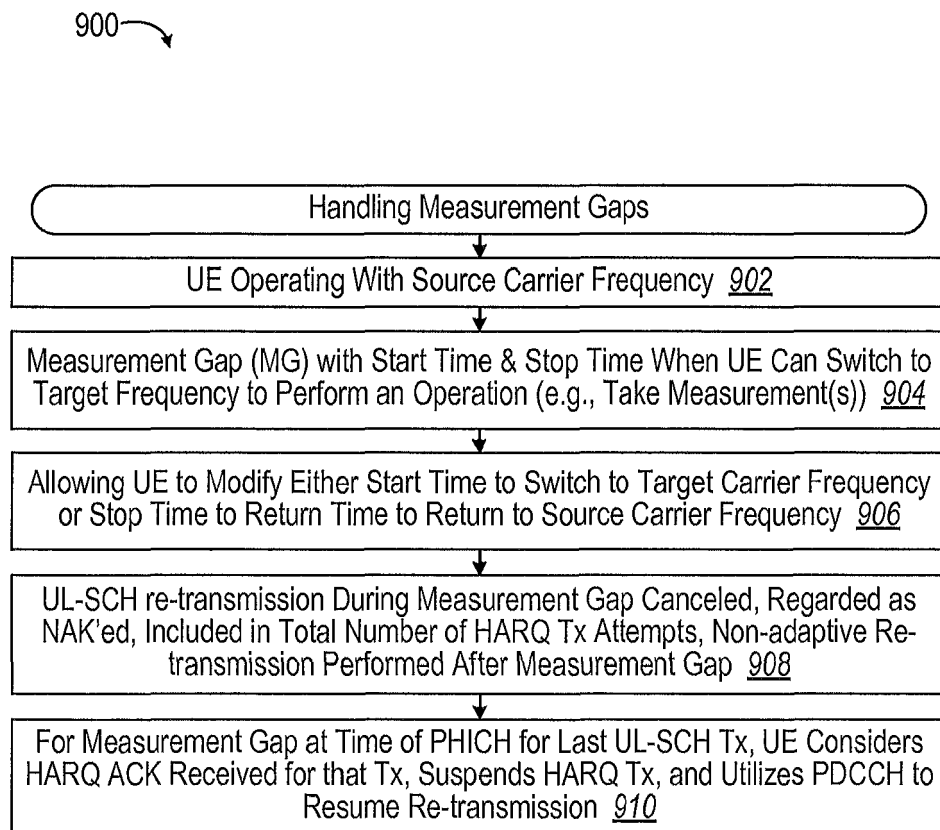 900
Handling Measurement Gaps
UE Operating With Source Carrier Frequency 902
Measurement Gap (MG) with Start Time & Stop Time When UE Can Switch to
Target Frequency to Perform an Operation (e.g., Take Measurement(s)) 904
Allowing UE to Modify Either Start Time to Switch to Target Carrier Frequency
or Stop Time to Return Time to Return to Source Carrier Frequency 906
UL-SCH re-transmission During Measurement Gap Canceled, Regarded as
NAK'ed, Included in Total Number of HARQ Tx Attempts, Non-adaptive Re-
transmission Performed After Measurement Gap 908
For Measurement Gap at Time of PHICH for Last UL-SCH Tx, UE Considers
HARQ ACK Received for that Tx, Suspends HARQ Tx, and Utilizes PDCCH to
Resume Re-transmission 910